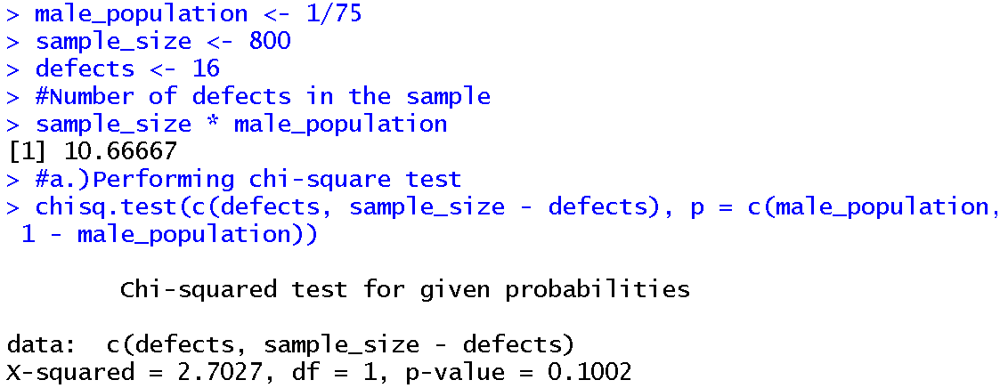 > male_population <- 1/75
> sample_size <- 800
> defects <- 16
> #Number of defects in the sample
> sample_size * male_population
[1] 10.66667
> #a.)Performing chi-square test
> chisq.test(c(defects, sample_size - defects), p = c(male_population,
1 - male_population))
Chi-squared test for given probabilities
data:  c(defects, sample_size - defects)
X-squared = 2.7027, df = 1, p-value = 0.1002